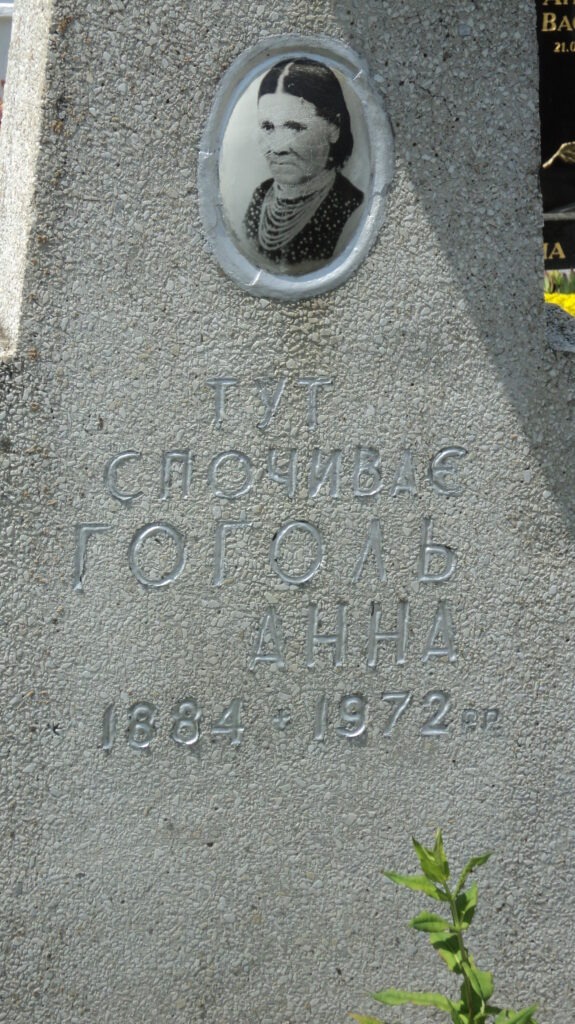 ТУТ
СПОЧИВАЄ
ГОГОЛЬ
АННА
1884 + 1972 рр.